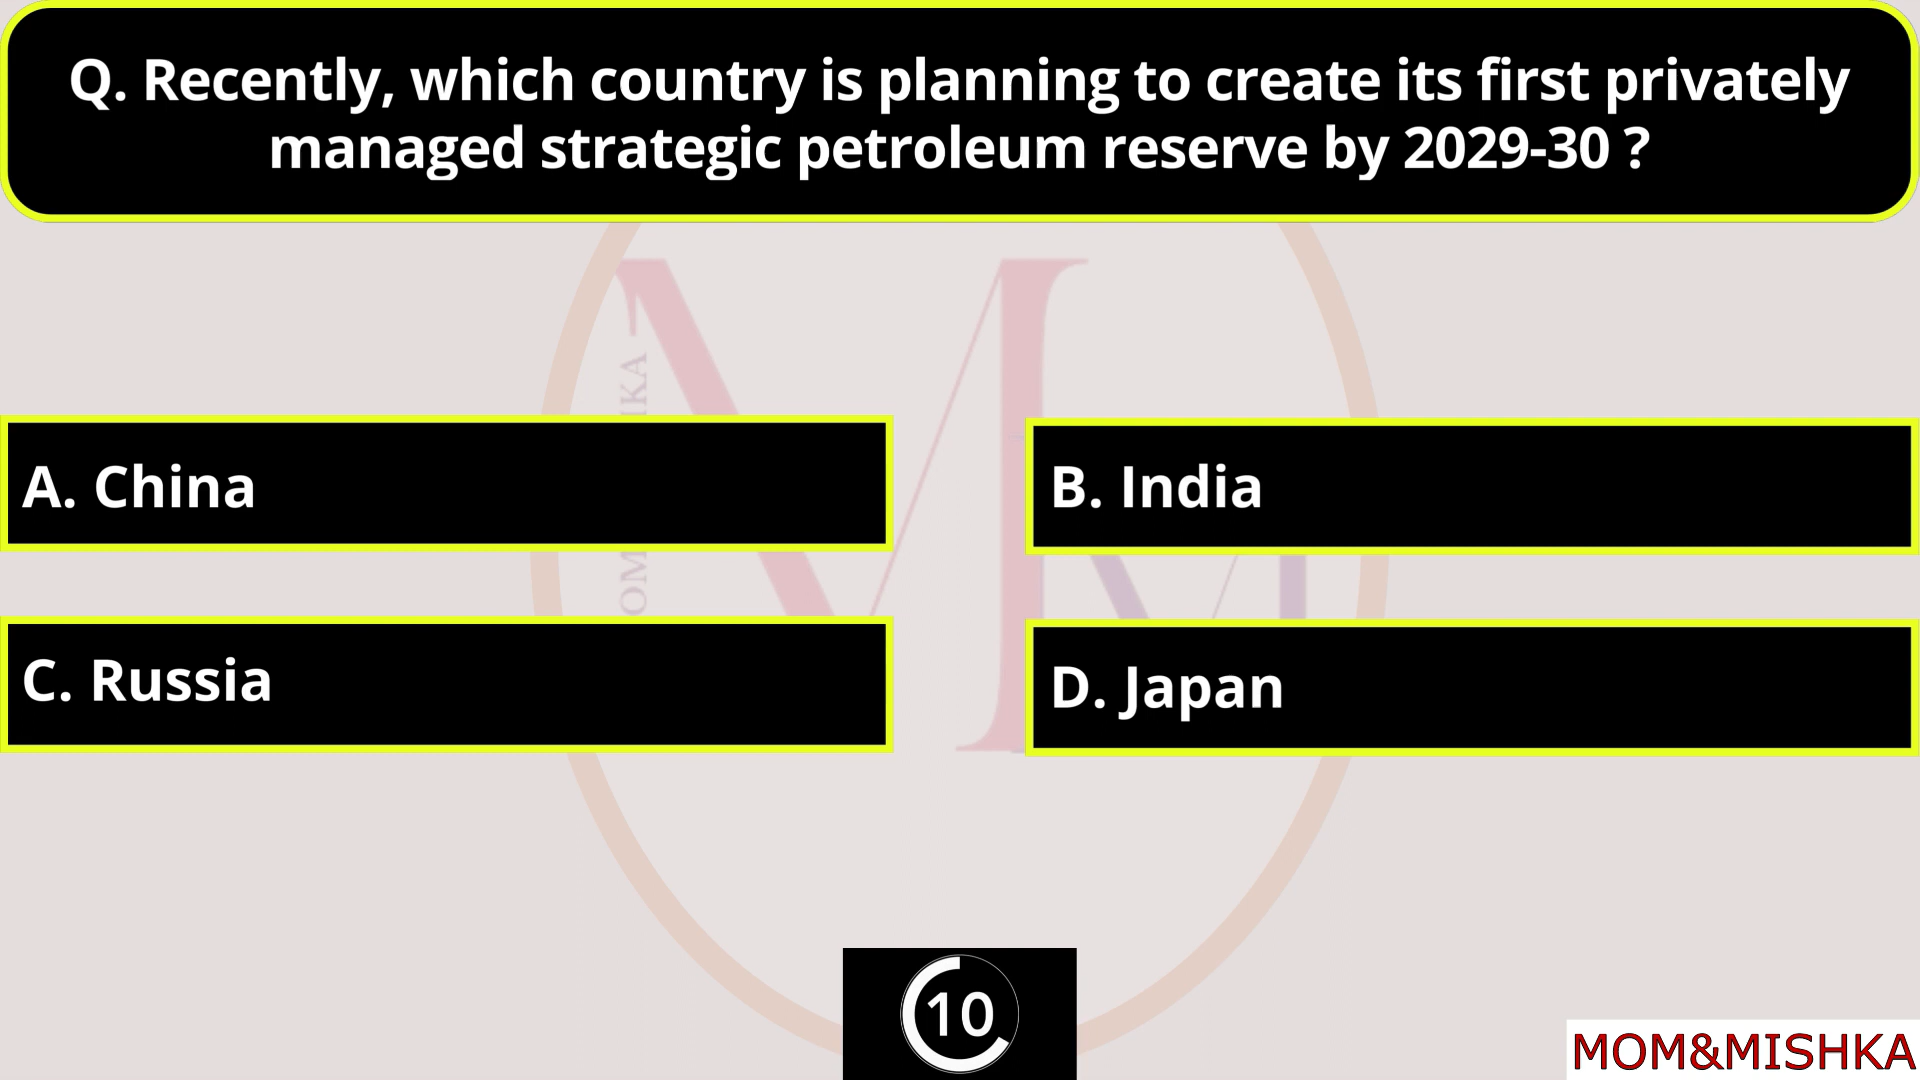 Q. Recently, which country is planning to create its first privately
managed strategic petroleum reserve by 2029-30 ?
A. China
B. India
C. Russia
D. Japan
10
MOM&MISHKA